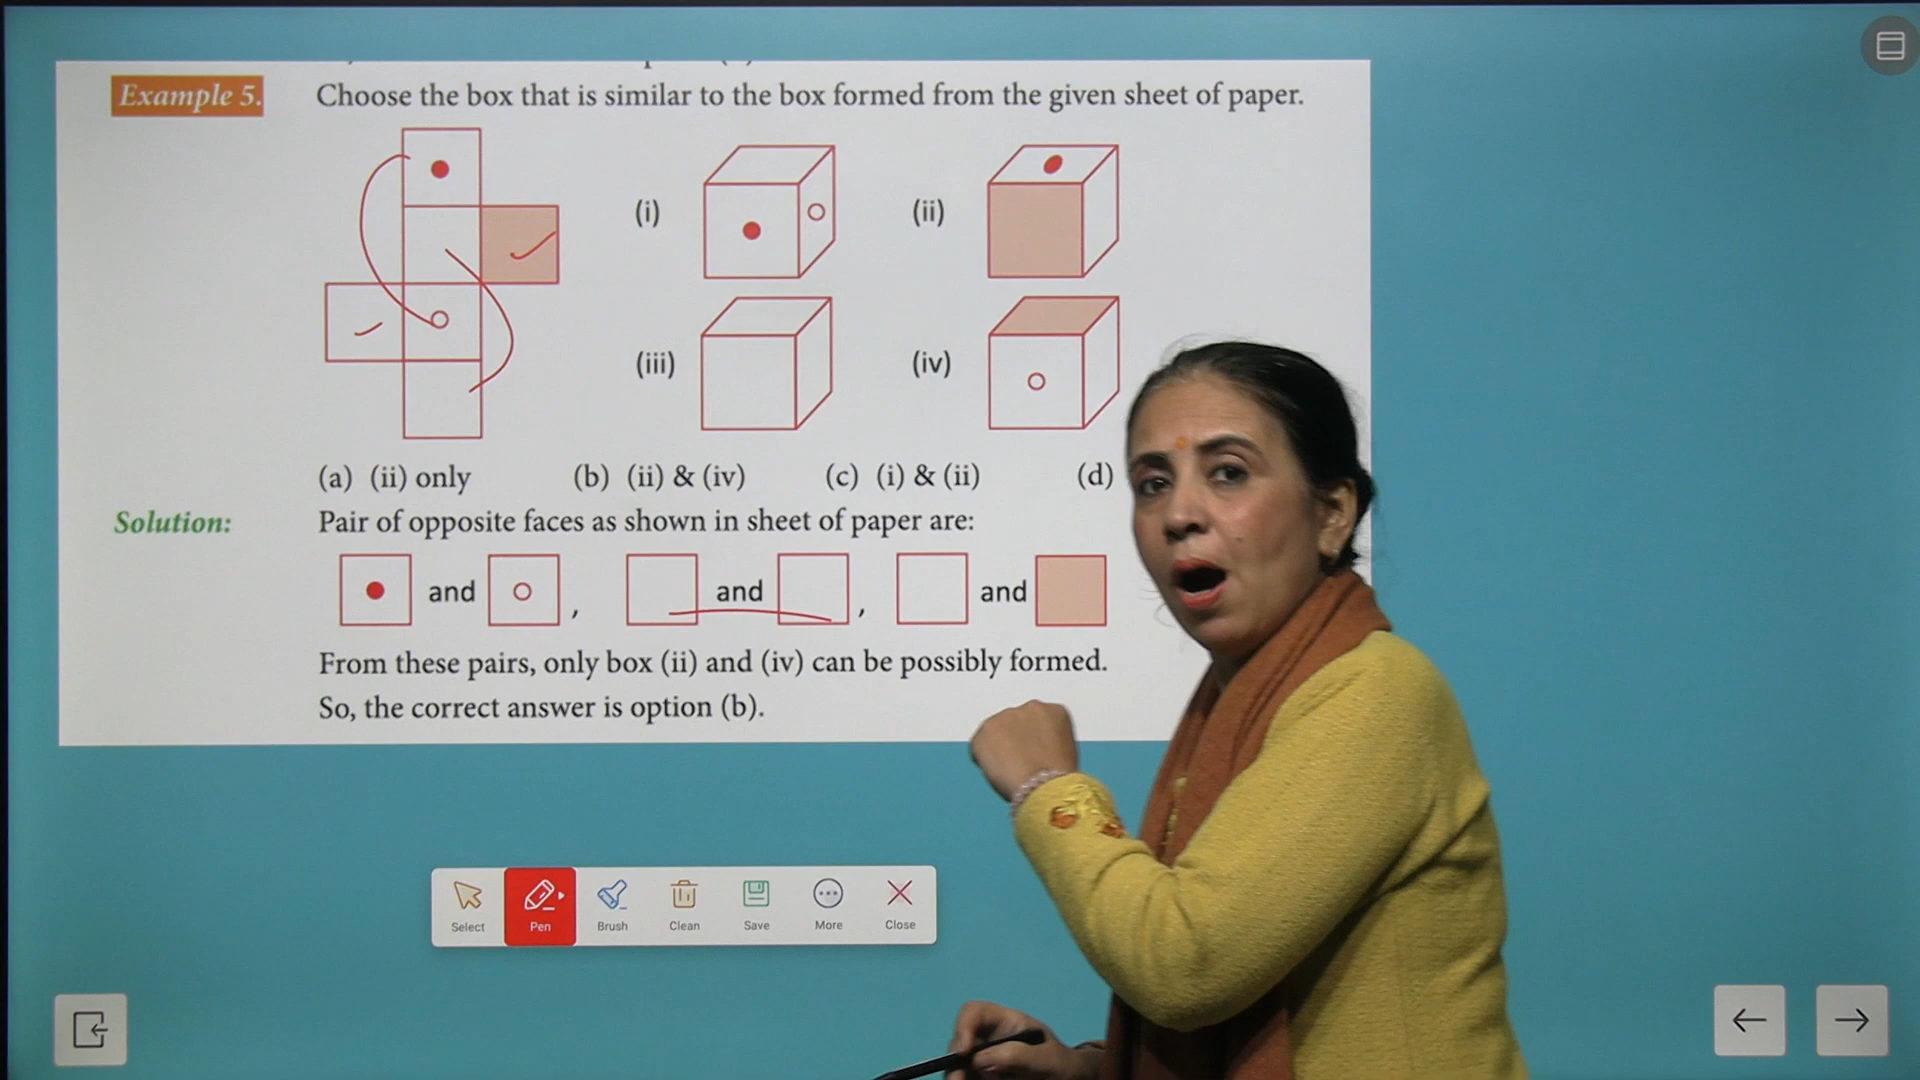 Example 5. Choose the box that is similar to the box formed from the given sheet of paper.
(i) (ii)
(iii) (iv)
(a) (ii) only (b) (ii) & (iv) (c) (i) & (ii) (d)
Solution: Pair of opposite faces as shown in sheet of paper are:
and , and , and
From these pairs, only box (ii) and (iv) can be possibly formed.
So, the correct answer is option (b).
Select Pen Brush Clean Save More Close